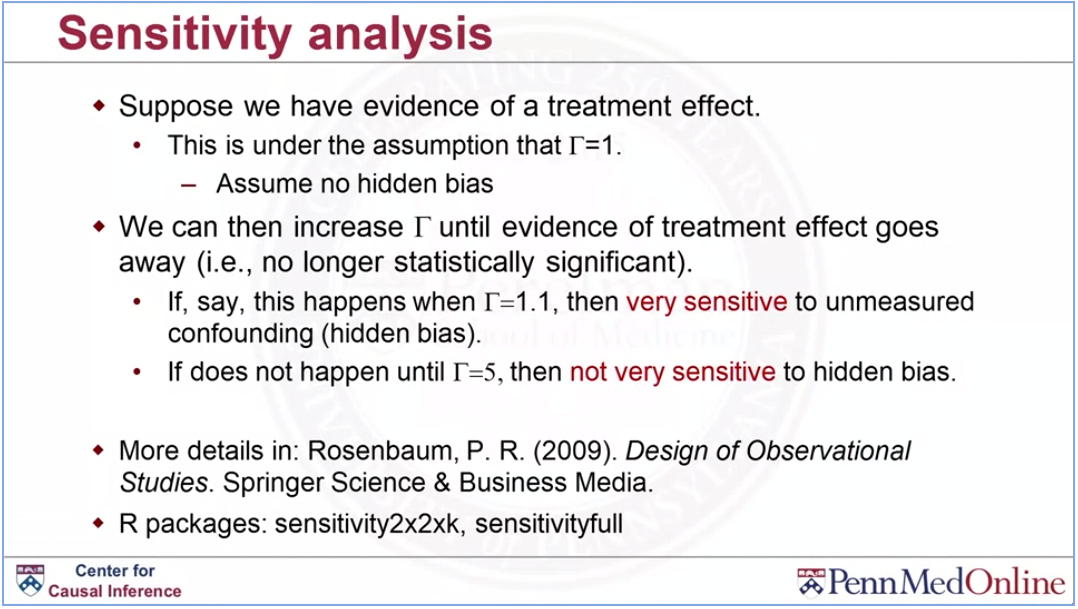 Sensitivity analysis
◆ Suppose we have evidence of a treatment effect.
• This is under the assumption that Γ=1.
– Assume no hidden bias
◆ We can then increase Γ until evidence of treatment effect goes
away (i.e., no longer statistically significant).
• If, say, this happens when Γ=1.1, then very sensitive to unmeasured
confounding (hidden bias).
• If does not happen until Γ=5, then not very sensitive to hidden bias.
◆ More details in: Rosenbaum, P. R. (2009). Design of Observational
Studies. Springer Science & Business Media.
◆ R packages: sensitivity2x2xk, sensitivityfull
Center for
Causal Inference
PennMedOnline